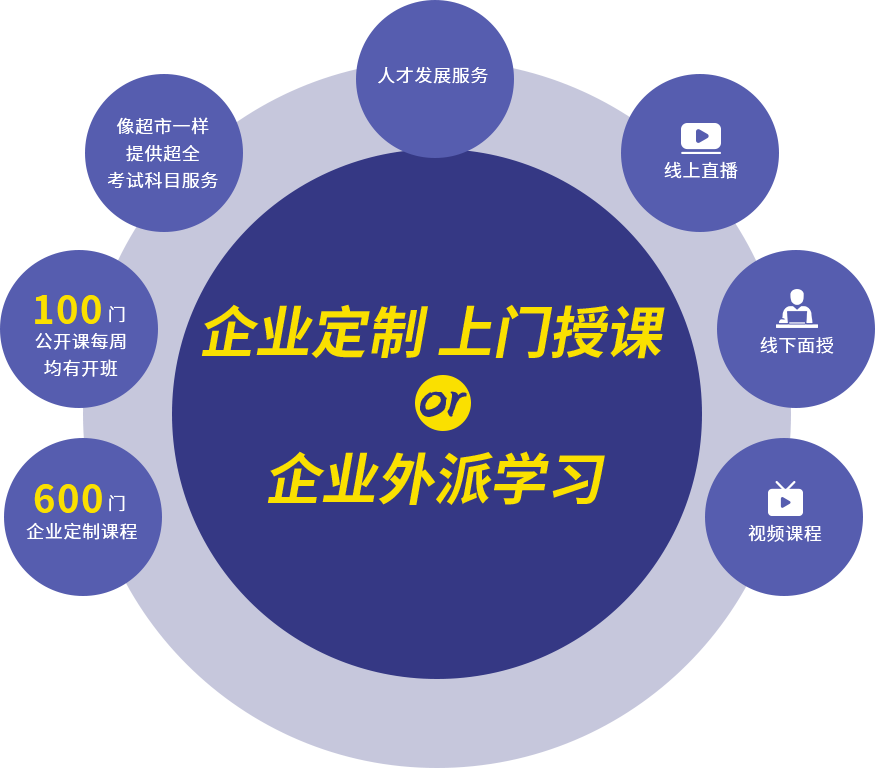 人才发展服务
像超市一样
提供超全
考试科目服务
线上直播
100门
公开课每周
均有开班
线下面授
企业定制 上门授课
or
企业外派学习
600门
企业定制课程
视频课程